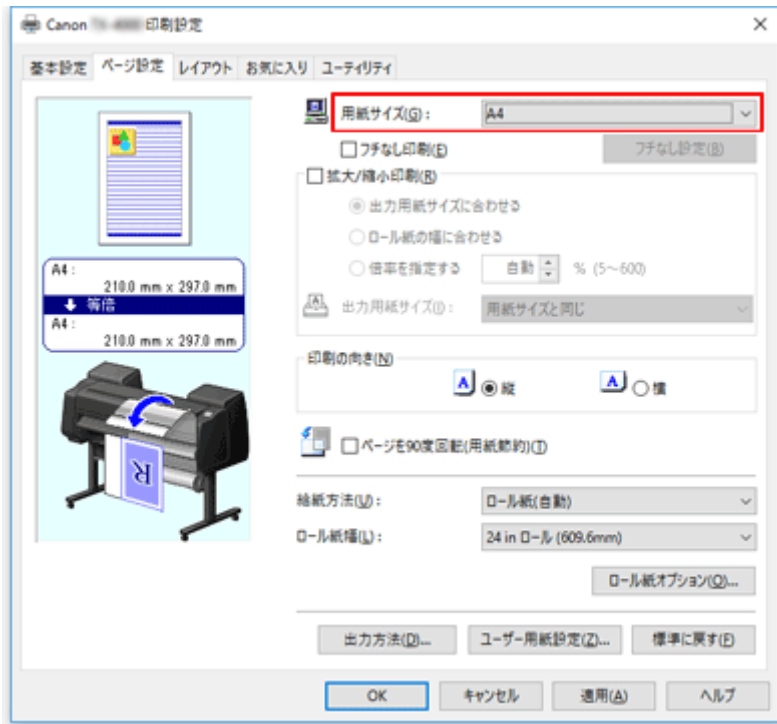 Canon 印刷設定
基本設定 ページ設定 レイアウト お気に入り ユーティリティ
用紙サイズ(G): A4
フチなし印刷(E) フチなし設定(B)
拡大/縮小印刷(R)
出力用紙サイズに合わせる
ロール紙の幅に合わせる
倍率を指定する 自動 % (5～600)
出力用紙サイズ(I): 用紙サイズと同じ
A4 :
210.0 mm x 297.0 mm
等倍
A4 :
210.0 mm x 297.0 mm
印刷の向き(N)
A 縦 A 横
ページを90度回転(用紙節約)(T)
R
給紙方法(U): ロール紙(自動)
ロール紙幅(L): 24 in ロール (609.6mm)
ロール紙オプション(O)...
出力方法(D)... ユーザー用紙設定(Z)... 標準に戻す(F)
OK キャンセル 適用(A) ヘルプ